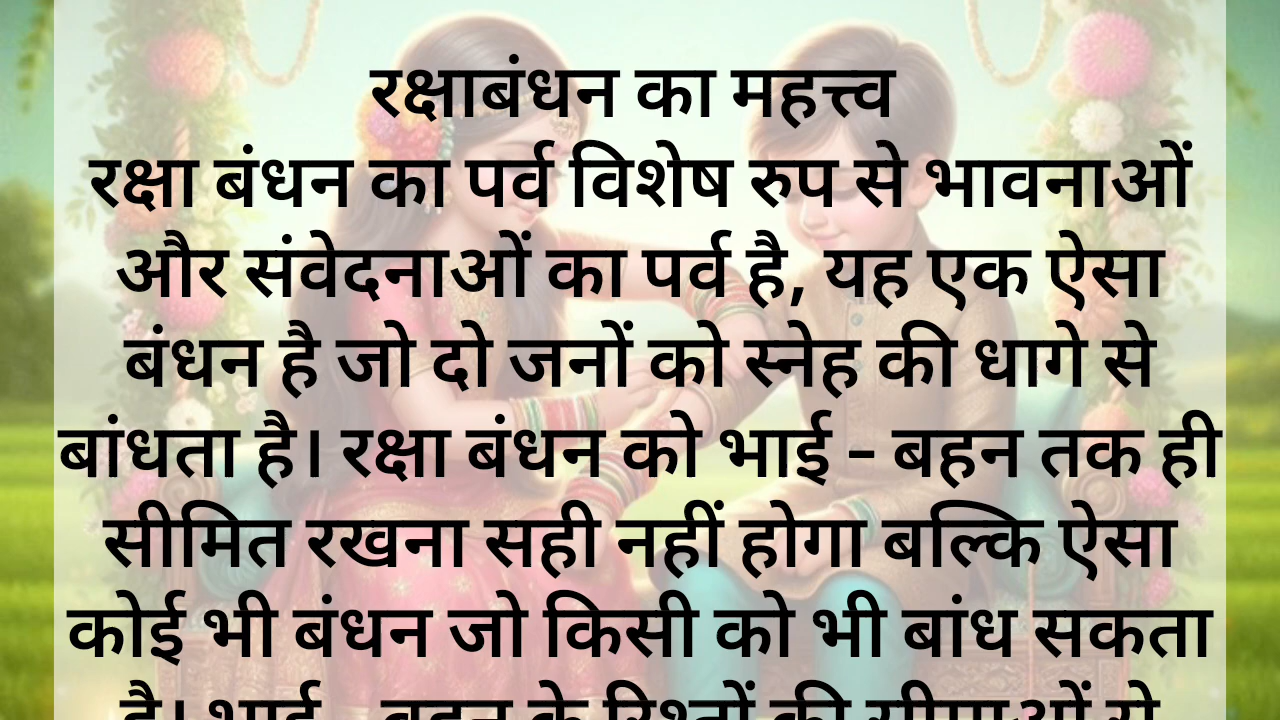 रक्षाबंधन का महत्त्व
रक्षा बंधन का पर्व विशेष रुप से भावनाओं
और संवेदनाओं का पर्व है, यह एक ऐसा
बंधन है जो दो जनों को स्नेह की धागे से
बांधता है। रक्षा बंधन को भाई - बहन तक ही
सीमित रखना सही नहीं होगा बल्कि ऐसा
कोई भी बंधन जो किसी को भी बांध सकता
है। भाई - बहन के रिश्तों की सीमाओं से